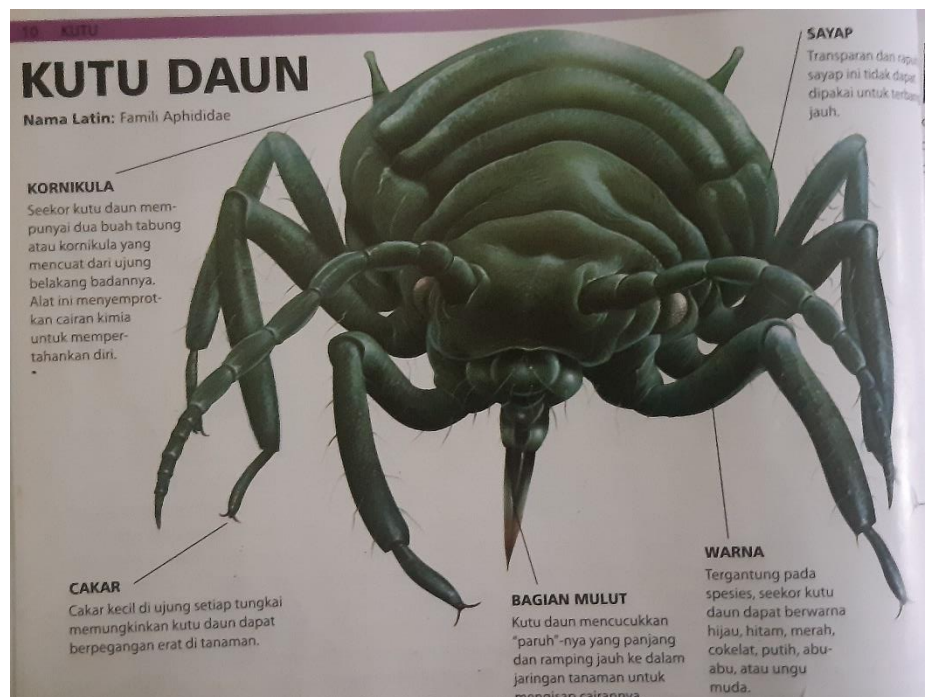 10 KUTU
KUTU DAUN
Nama Latin: Famili Aphididae
KORNIKULA
Seekor kutu daun mem-
punyai dua buah tabung
atau kornikula yang
mencuat dari ujung
belakang badannya.
Alat ini menyemprot-
kan cairan kimia
untuk memper-
tahankan diri.
SAYAP
Transparan dan rapuh
sayap ini tidak dapat
dipakai untuk terbang
jauh.
CAKAR
Cakar kecil di ujung setiap tungkai
memungkinkan kutu daun dapat
berpegangan erat di tanaman.
BAGIAN MULUT
Kutu daun mencucukkan
"paruh"-nya yang panjang
dan ramping jauh ke dalam
jaringan tanaman untuk
mengisap cairannya
WARNA
Tergantung pada
spesies, seekor kutu
daun dapat berwarna
hijau, hitam, merah,
cokelat, putih, abu-
abu, atau ungu
muda.